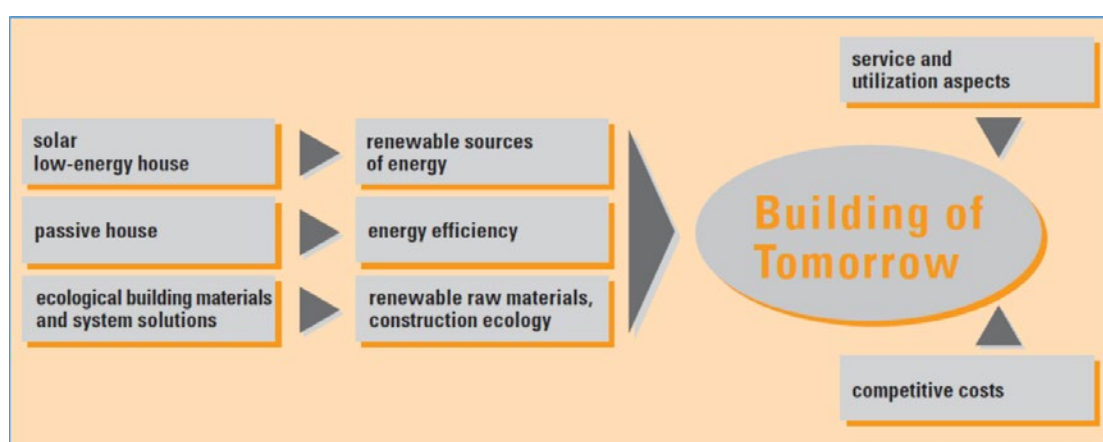 service and
utilization aspects
solar
low-energy house
renewable sources
of energy
passive house
energy efficiency
Building of
Tomorrow
ecological building materials
and system solutions
renewable raw materials,
construction ecology
competitive costs